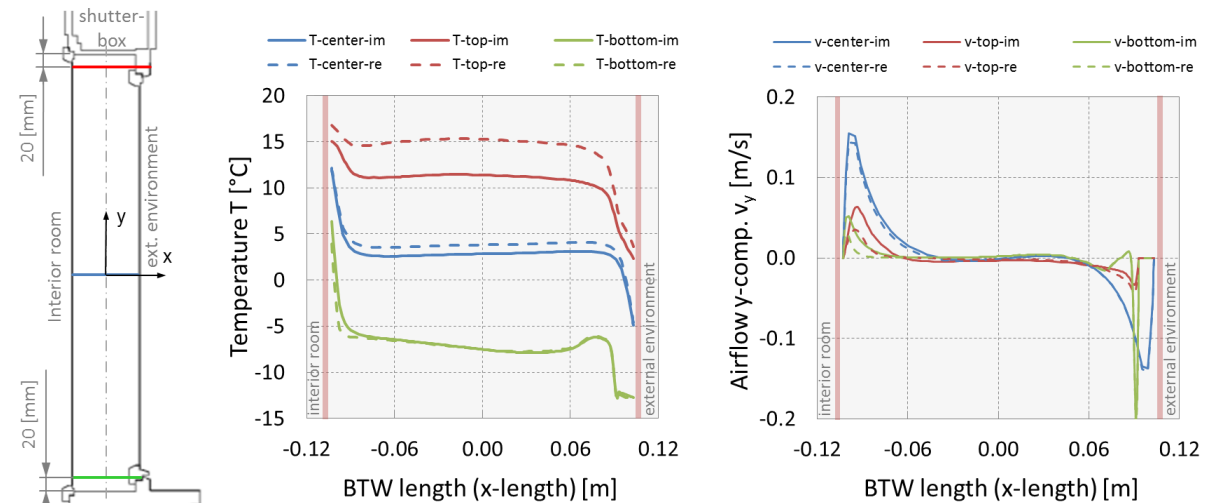 shutter-
box
20 [mm]
Interior room
ext. environment
y
x
20 [mm]
T-center-im
T-top-im
T-bottom-im
T-center-re
T-top-re
T-bottom-re
Temperature T [°C]
20
15
10
5
0
-5
-10
-15
interior room
external environment
-0.12
-0.06
0.00
0.06
0.12
BTW length (x-length) [m]
v-center-im
v-top-im
v-bottom-im
v-center-re
v-top-re
v-bottom-re
Airflow y-comp. vy [m/s]
0.2
0.1
0.0
-0.1
-0.2
interior room
external environment
-0.12
-0.06
0.00
0.06
0.12
BTW length (x-length) [m]